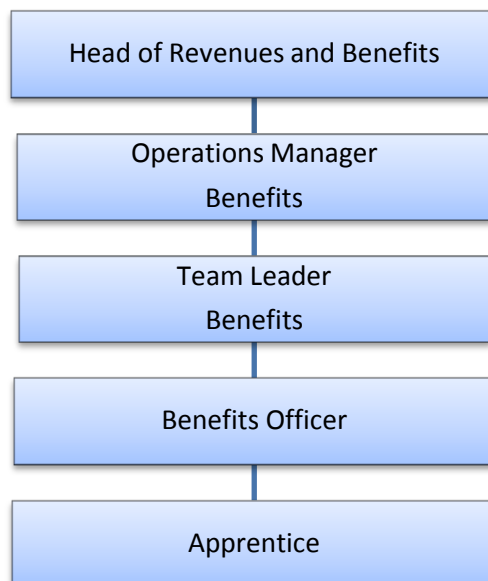 Head of Revenues and Benefits
Operations Manager
Benefits
Team Leader
Benefits
Benefits Officer
Apprentice